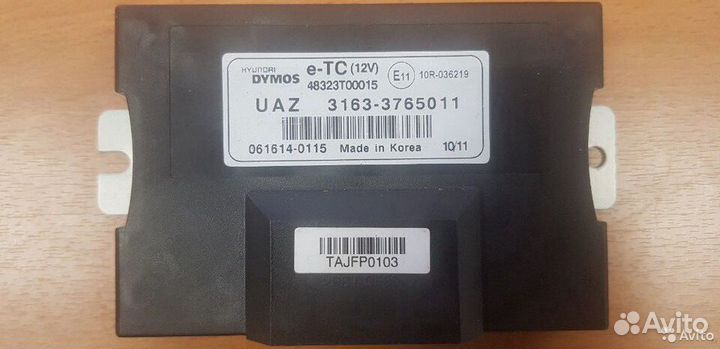 HYUNDAI
DYMOS
e-TC (12V)
48323T00015
E11
10R-036219
UAZ 3163-3765011
061614-0115 Made in Korea 10/11
TAJFP0103
Avito
Avito